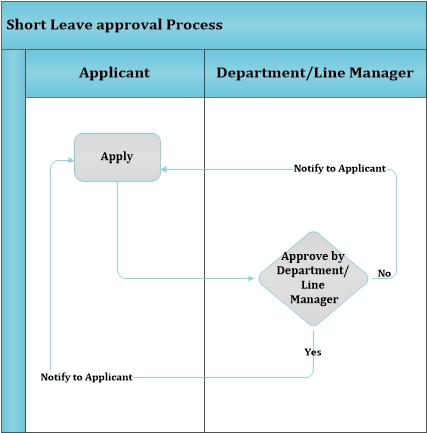 Short Leave approval Process
Applicant
Department/Line Manager
Apply
Notify to Applicant
Approve by
Department/
Line
Manager
No
Yes
Notify to Applicant